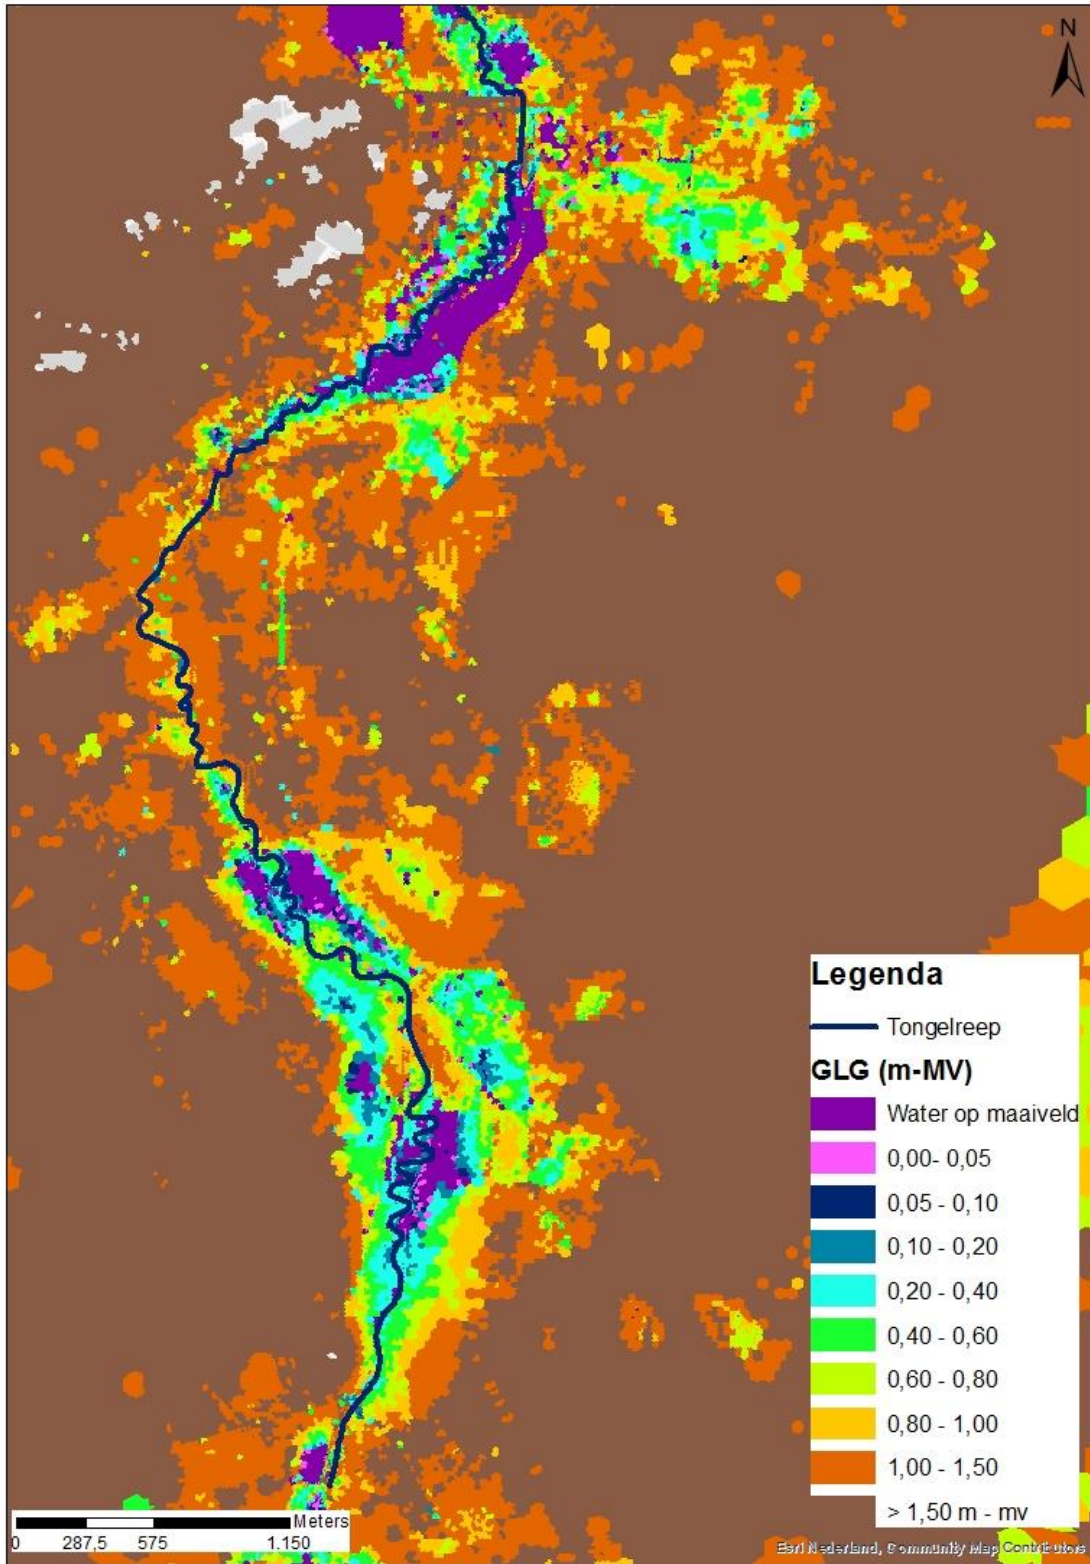 N
Legenda
Tongelreep
GLG (m-MV)
Water op maaiveld
0,00- 0,05
0,05 - 0,10
0,10 - 0,20
0,20 - 0,40
0,40 - 0,60
0,60 - 0,80
0,80 - 1,00
1,00 - 1,50
> 1,50 m - mv
Meters
0 287,5 575 1.150
Esri Nederland, Community Map Contributors